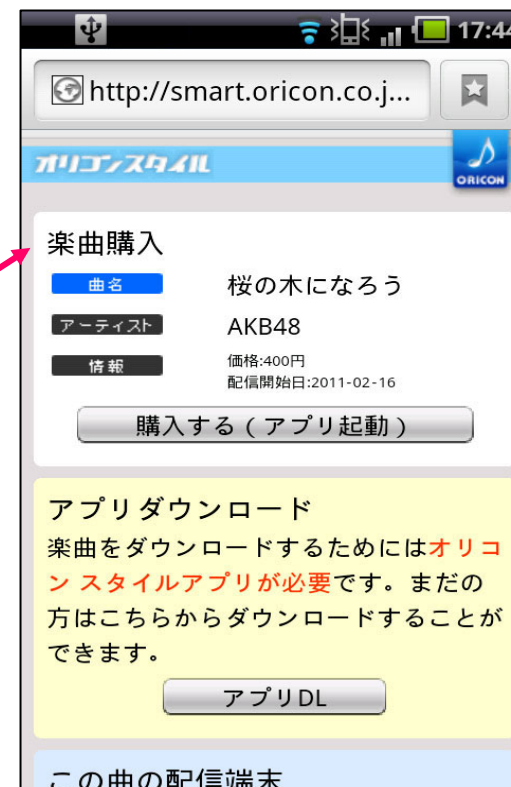 17:44
http://smart.oricon.co.j...
オリコンスタイル
ORICON
楽曲購入
曲名 桜の木になろう
アーティスト AKB48
情報 価格:400円
配信開始日:2011-02-16
購入する ( アプリ起動 )
アプリダウンロード
楽曲をダウンロードするためにはオリコ
ン スタイルアプリが必要です。まだの
方はこちらからダウンロードすることが
できます。
アプリDL
この曲の配信端末